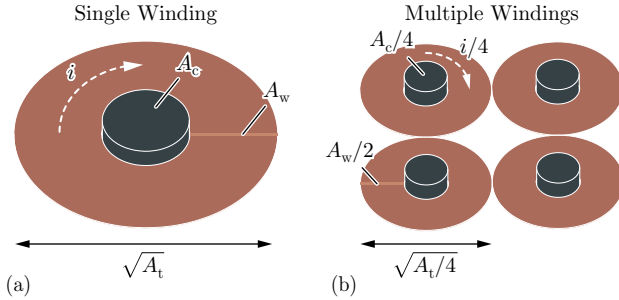 Single Winding
Multiple Windings
i
A_c
A_w
√A_t
(a)
A_c/4
i/4
A_w/2
√A_t/4
(b)